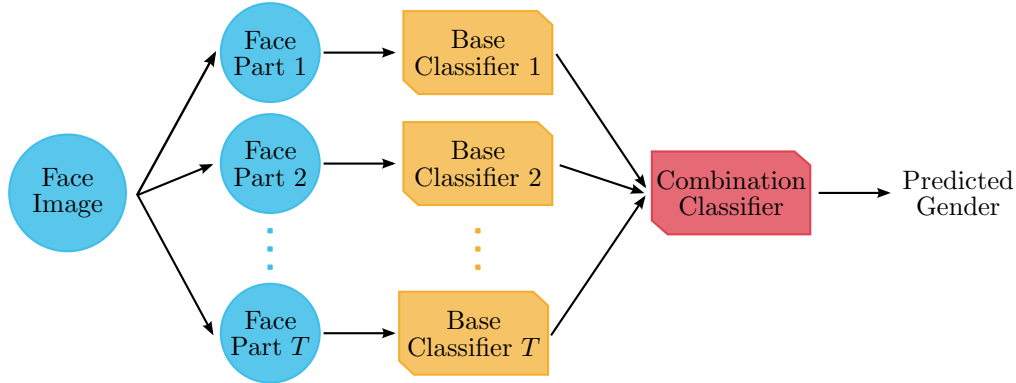 Face
Image
Face
Part 1
Base
Classifier 1
Face
Part 2
Base
Classifier 2
Face
Part T
Base
Classifier T
Combination
Classifier
Predicted
Gender